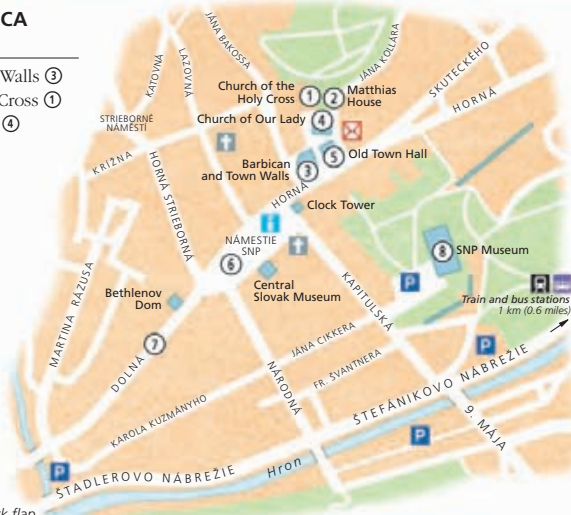 CA
Walls ③
Cross ①
④
KATOVNÁ
LAZOVNÁ
JÁNA BAKOSSA
JÁNA KOLLÁRA
SKUTECKÉHO
HORNÁ
Church of the
Holy Cross ① ② Matthias
House
Church of Our Lady
④
STRIEBORNÉ
NÁMESTÍ
KRÍŽNA
HORNÁ STRIEBORNÁ
⑤ Old Town Hall
Barbican
and Town Walls ③
HORNÁ
Clock Tower
i
NÁMESTIE
SNP
⑥
⑧ SNP Museum
Central
Slovak Museum
Bethlenov
Dom
P
KAPITULSKÁ
Train and bus stations
1 km (0.6 miles)
MARTINA RÁZUSA
⑦
DOLNÁ
JÁNA CIKKERA
FR. ŠVANTNERA
P
NÁRODNÁ
KAROLA KUZMÁNYHO
ŠTEFÁNIKOVO NÁBREŽIE
9. MÁJA
P
P
ŠTADLEROVO NÁBREŽIE
Hron